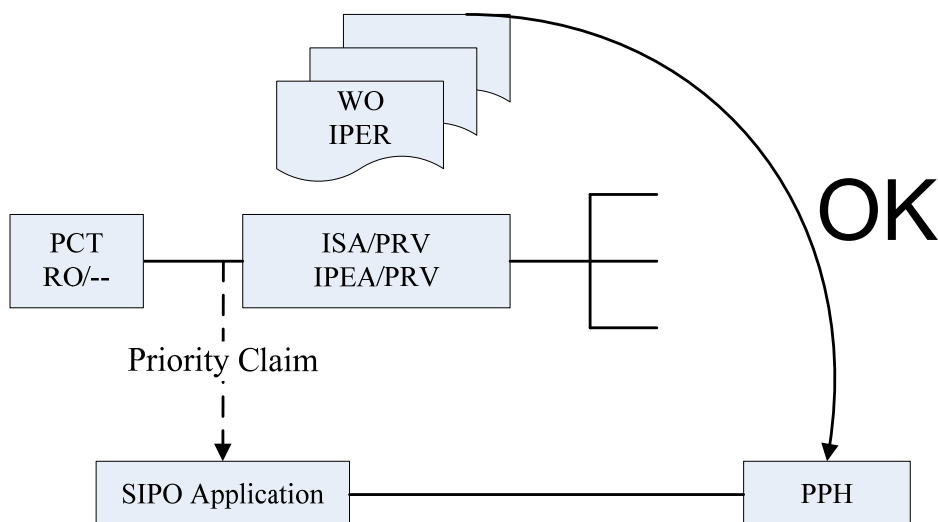 WO
IPER
OK
PCT
RO/--
ISA/PRV
IPEA/PRV
Priority Claim
SIPO Application
PPH